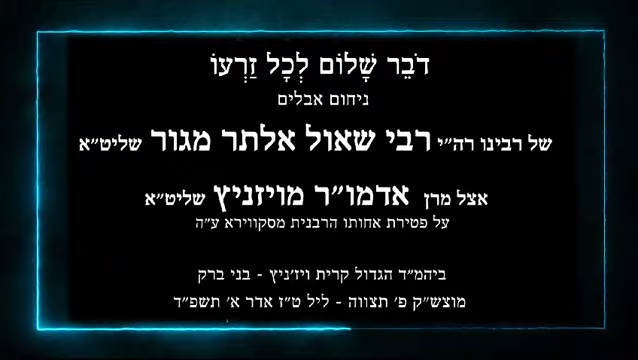 דֹבֵר שָׁלוֹם לְכָל זַרְעוֹ
ניחום אבלים
של רבינו רה״י רבי שאול אלתר מגור שליט״א
אצל מרן אדמו״ר מויזניץ שליט״א
על פטירת אחותו הרבנית מסקווירא ע״ה
ביהמ״ד הגדול קרית ויז׳ניץ - בני ברק
מוצש״ק פ׳ תצווה - ליל ט״ז אדר א׳ תשפ״ד